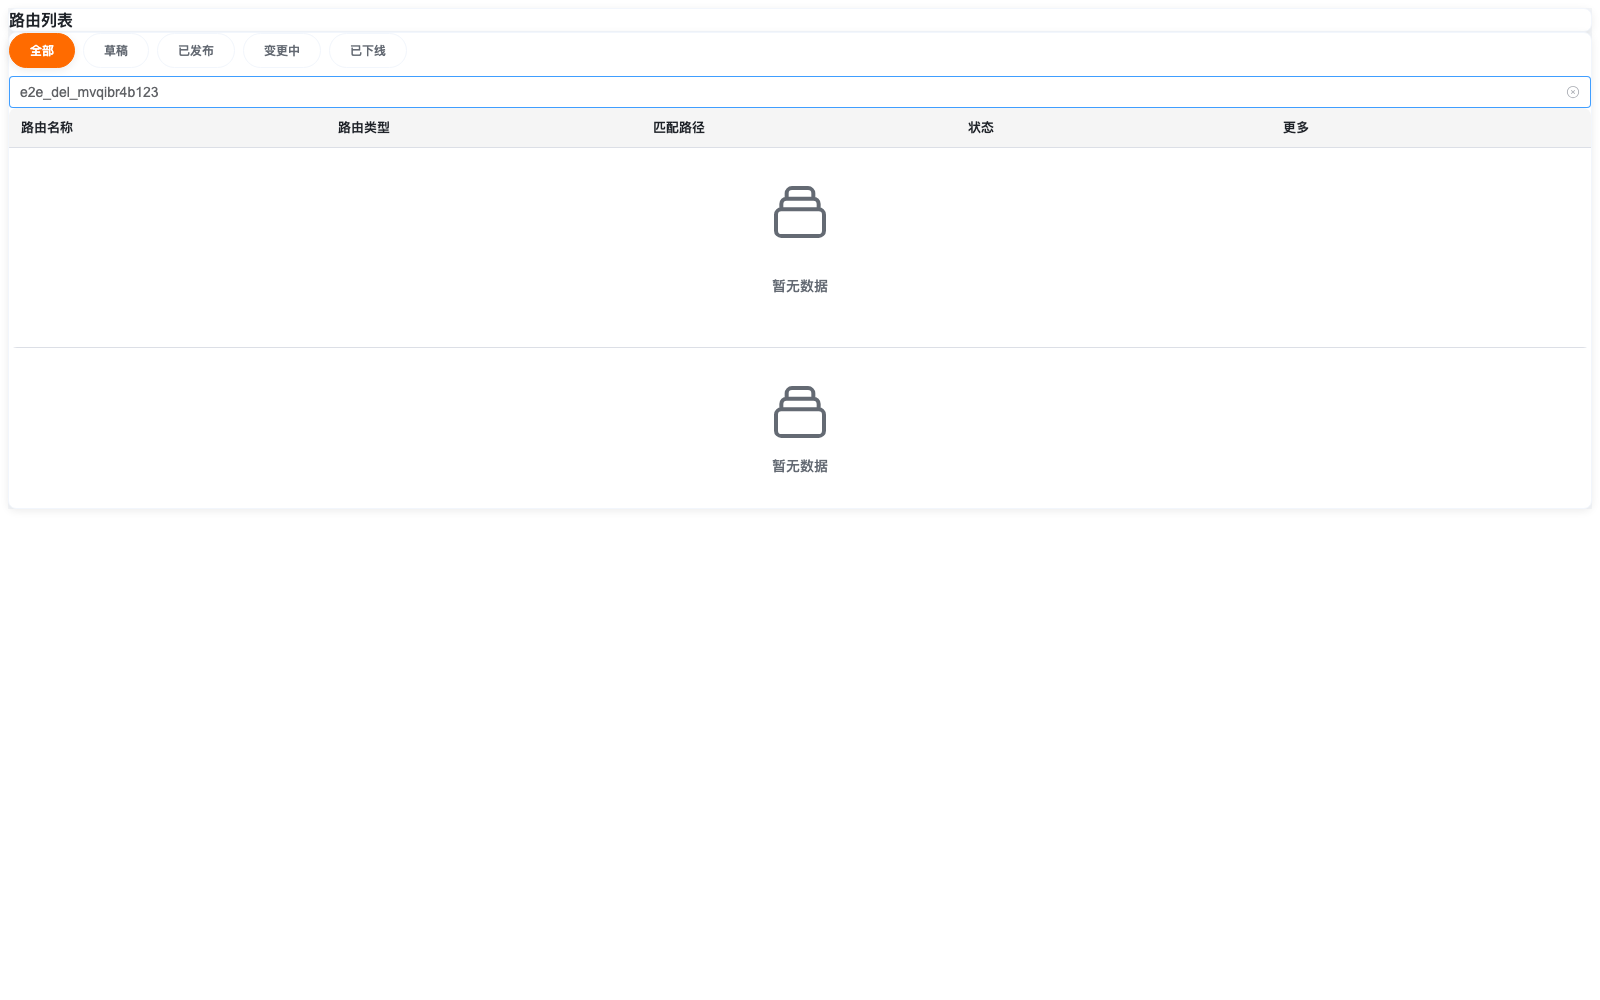 路由列表
全部 草稿 已发布 变更中 已下线
e2e_del_mvqibr4b123
路由名称 路由类型 匹配路径 状态 更多
暂无数据
暂无数据